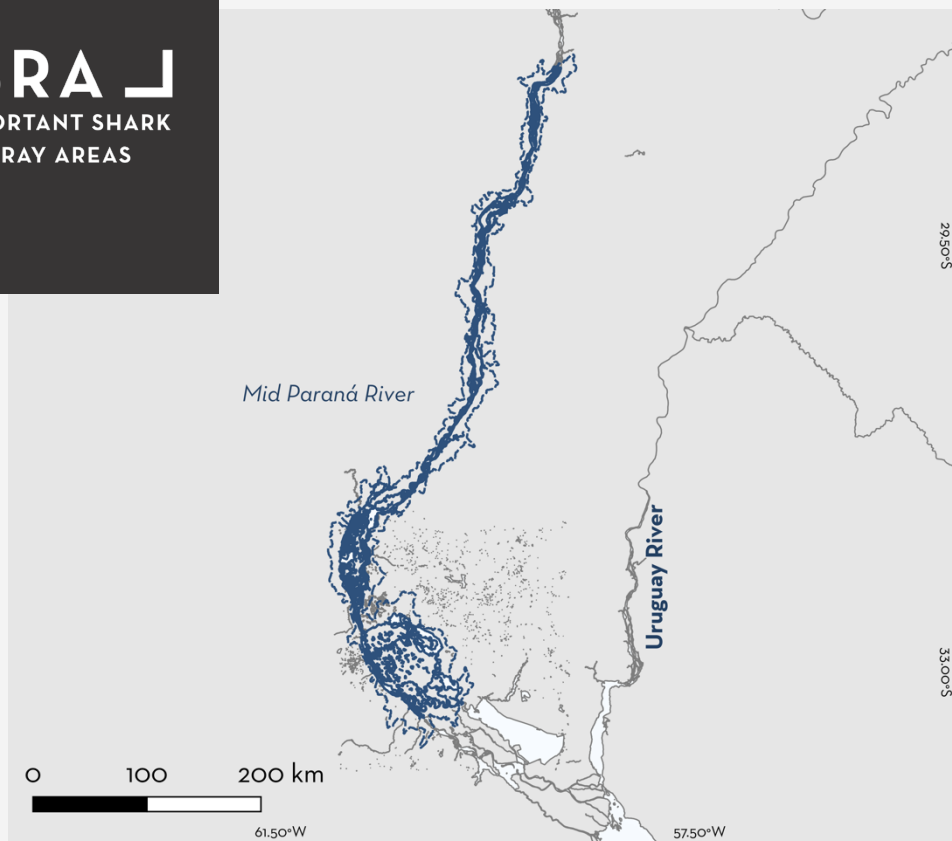 RA
ORTANT SHARK
RAY AREAS
29.50°S
Mid Paraná River
Uruguay River
33.00°S
0 100 200 km
61.50°W 57.50°W